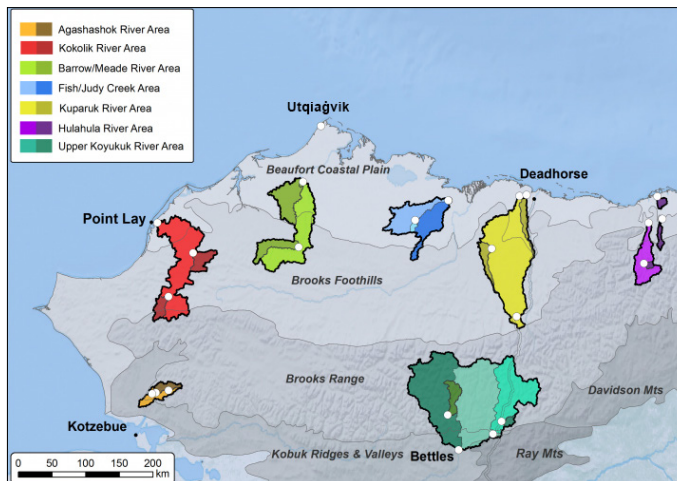 Agashashok River Area
Kokolik River Area
Barrow/Meade River Area
Fish/Judy Creek Area
Kuparuk River Area
Hulahula River Area
Upper Koyukuk River Area
Utqiaġvik
Beaufort Coastal Plain
Deadhorse
Point Lay
Brooks Foothills
Brooks Range
Davidson Mts
Kotzebue
Kobuk Ridges & Valleys
Bettles
Ray Mts
0 50 100 150 200
km